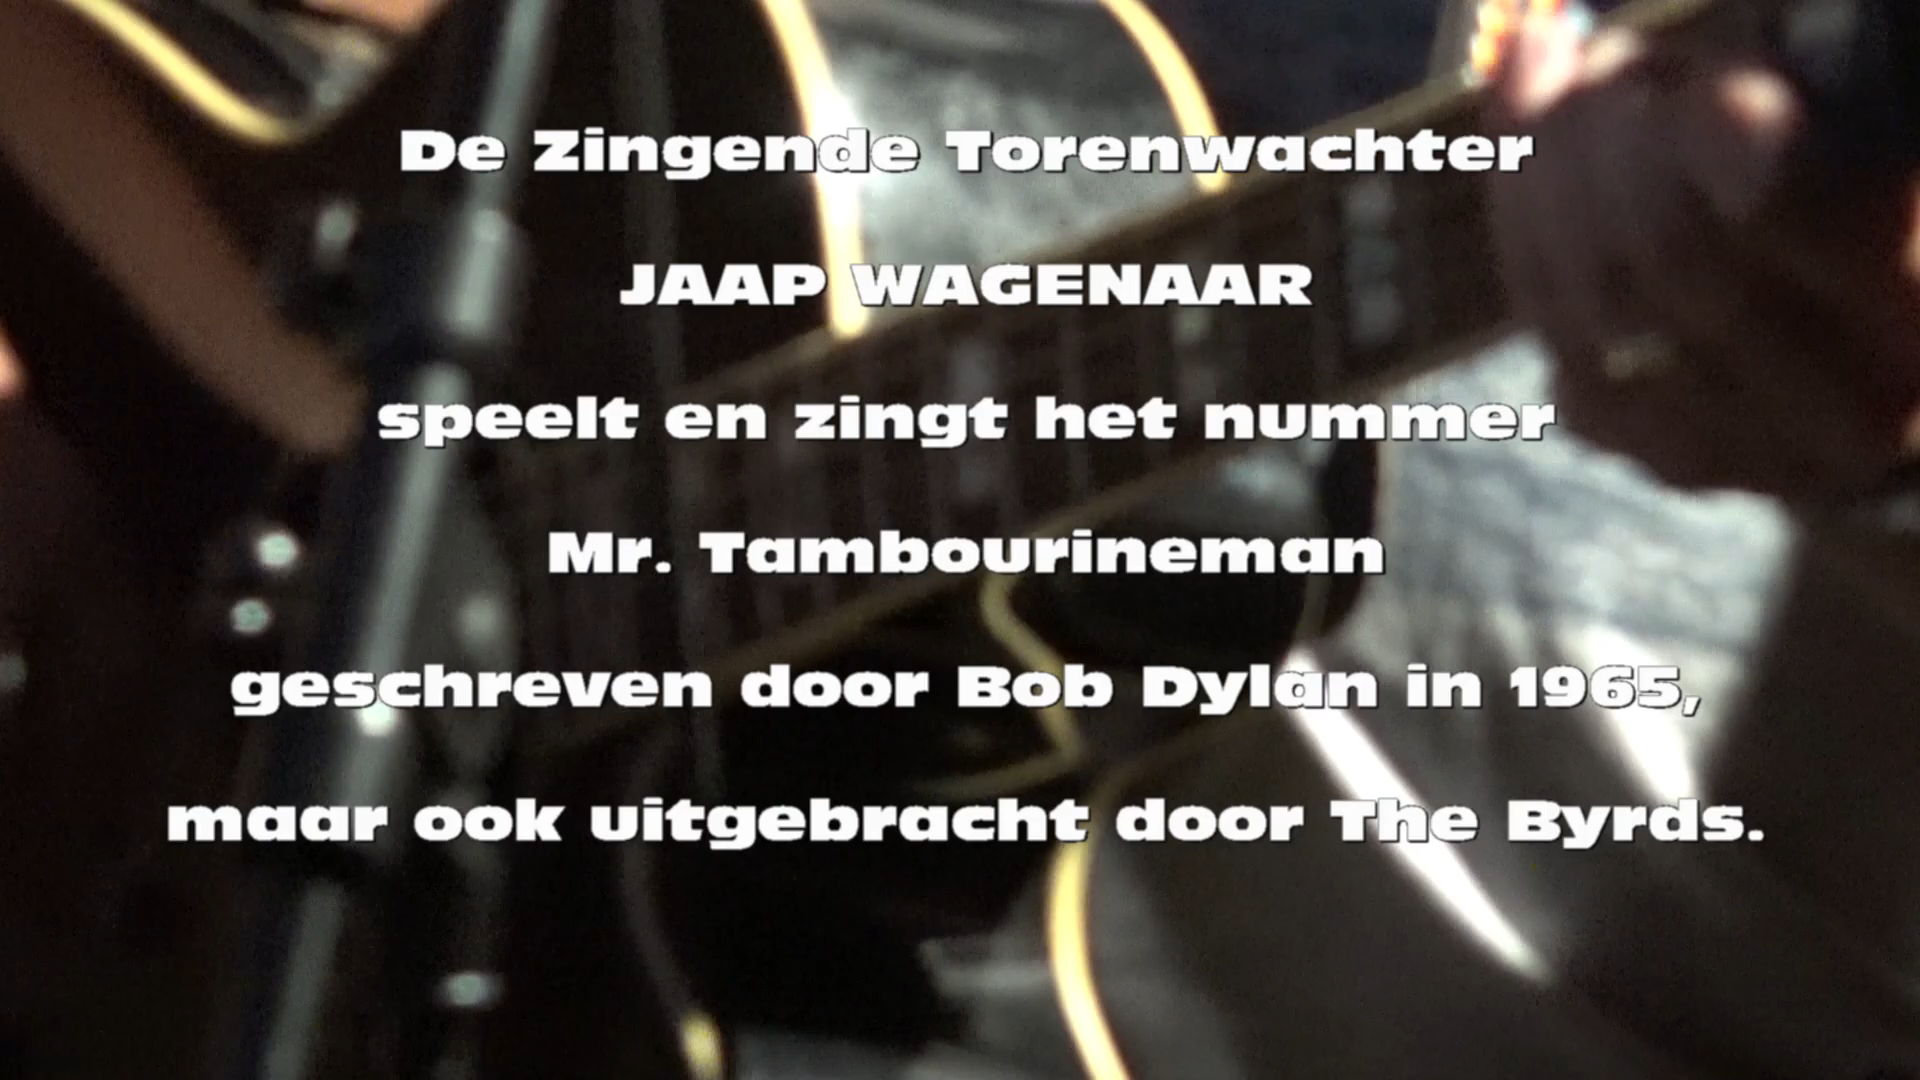 De Zingende Torenwachter
JAAP WAGENAAR
speelt en zingt het nummer
Mr. Tambourineman
geschreven door Bob Dylan in 1965,
maar ook uitgebracht door The Byrds.